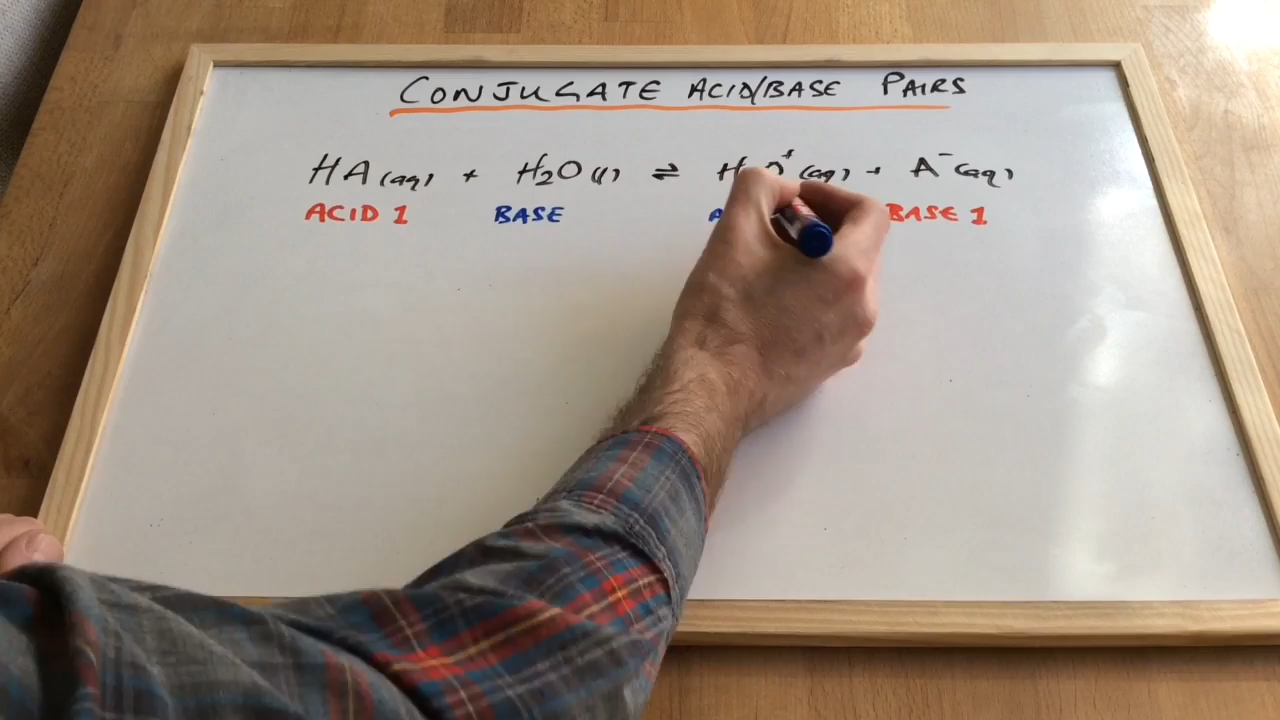 CONJUGATE ACID/BASE PAIRS
HA(aq) + H₂O(l) ⇌ (aq) + A⁻(aq)
ACID 1 BASE BASE 1